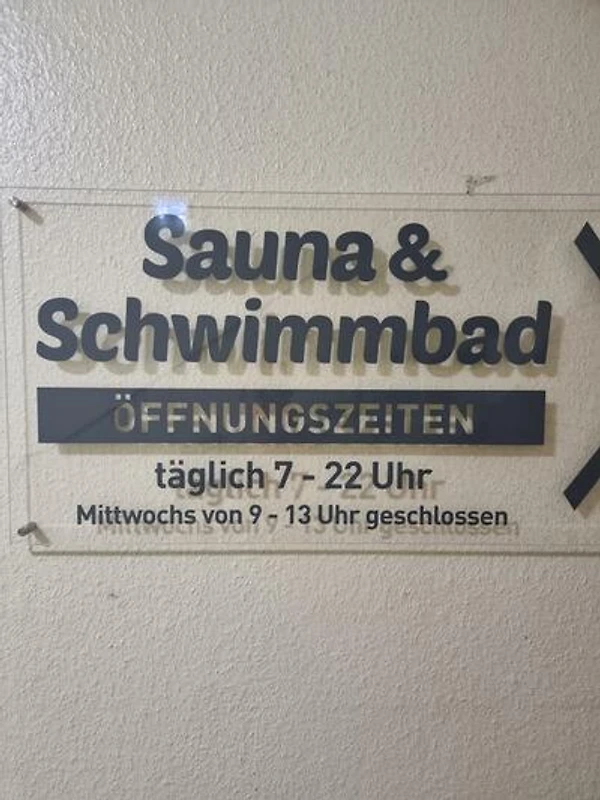 Sauna &
Schwimmbad
ÖFFNUNGSZEITEN
täglich 7 - 22 Uhr
Mittwochs von 9 - 13 Uhr geschlossen